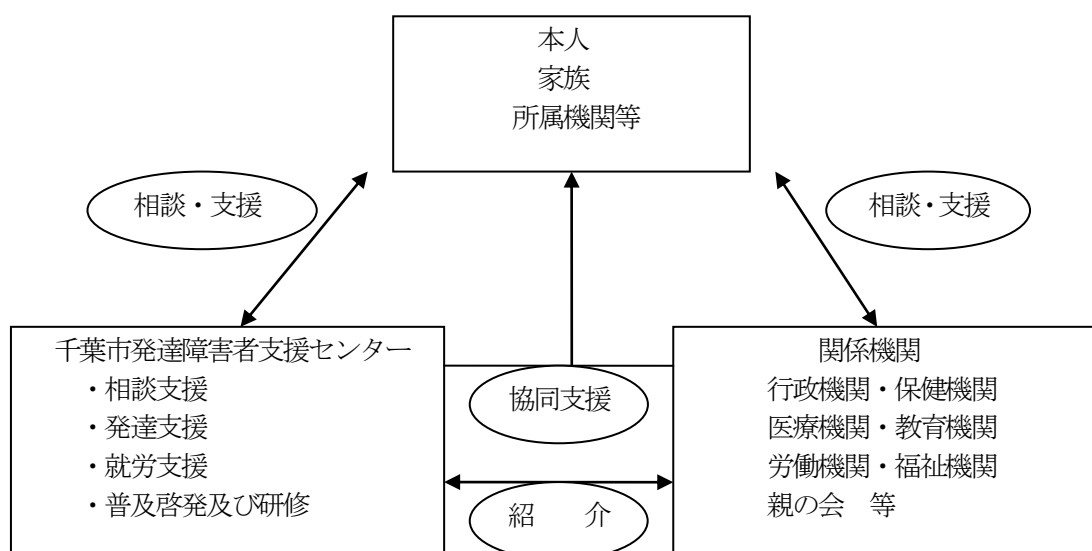 本人
家族
所属機関等
相談・支援
相談・支援
千葉市発達障害者支援センター
・相談支援
・発達支援
・就労支援
・普及啓発及び研修
協同支援
紹　介
関係機関
行政機関・保健機関
医療機関・教育機関
労働機関・福祉機関
親の会　等